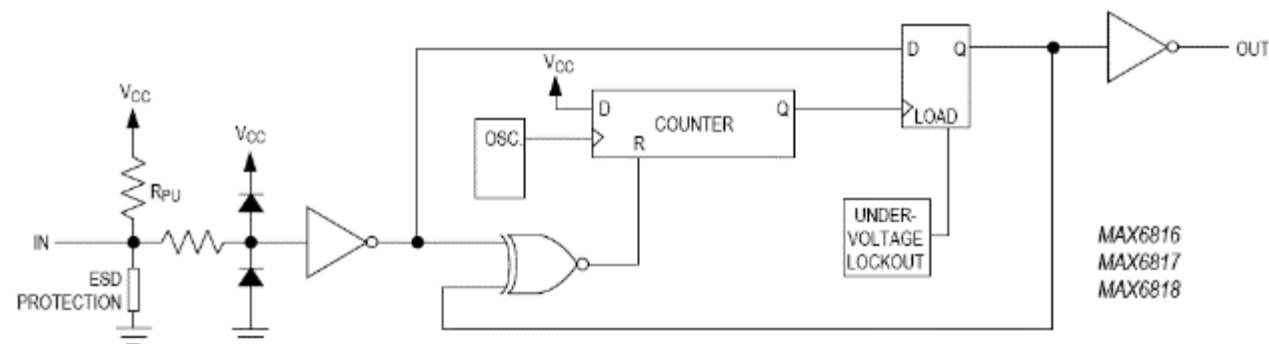 D Q
OUT
LOAD
VCC
D Q
COUNTER
R
OSC.
VCC
VCC
RPU
IN
ESD
PROTECTION
UNDER-
VOLTAGE
LOCKOUT
MAX6816
MAX6817
MAX6818